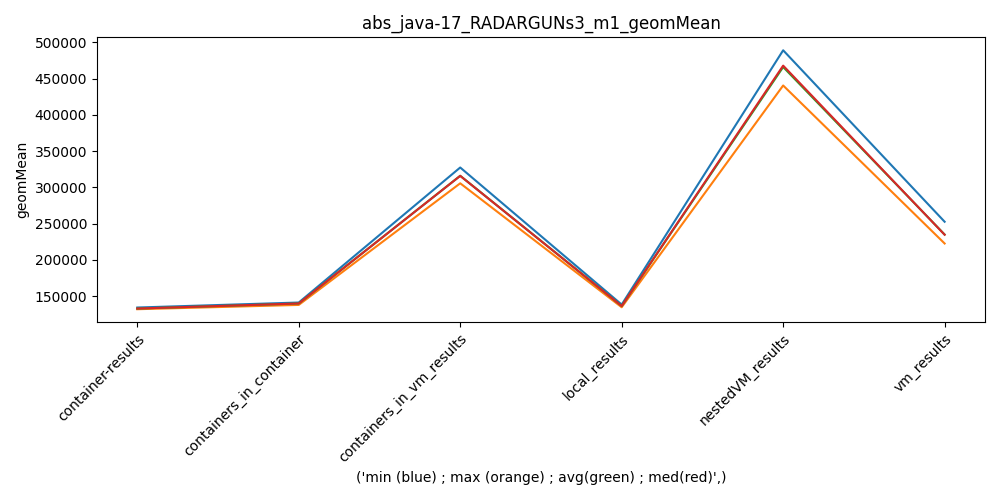 abs_java-17_RADARGUNs3_m1_geomMean
geomMean
500000
450000
400000
350000
300000
250000
200000
150000
container-results
containers_in_container
containers_in_vm_results
local_results
nestedVM_results
vm_results
('min (blue) ; max (orange) ; avg(green) ; med(red)',)